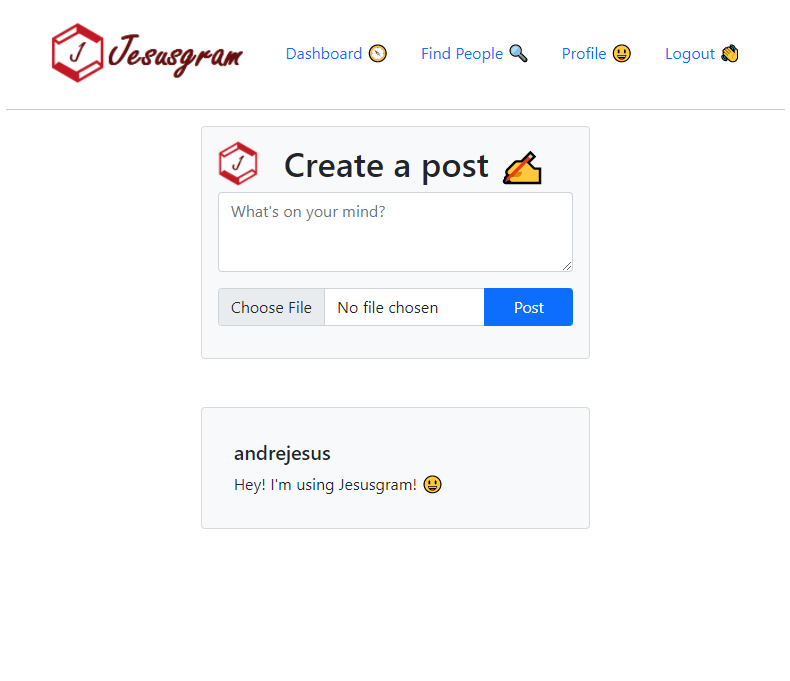 J Jesusgram Dashboard 🧭 Find People 🔍 Profile 😃 Logout 👏
J Create a post ✍
What's on your mind?
Choose File No file chosen Post
andrejesus
Hey! I'm using Jesusgram! 😃